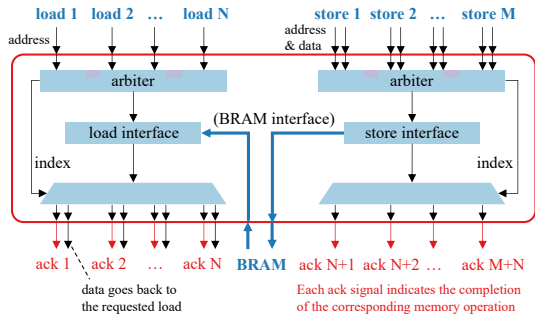 load 1 load 2 ... load N store 1 store 2 ... store M
address
address
& data
arbiter
arbiter
(BRAM interface)
load interface
store interface
index
index
ack 1 ack 2 ... ack N BRAM ack N+1 ack N+2 ... ack M+N
data goes back to
the requested load
Each ack signal indicates the completion
of the corresponding memory operation